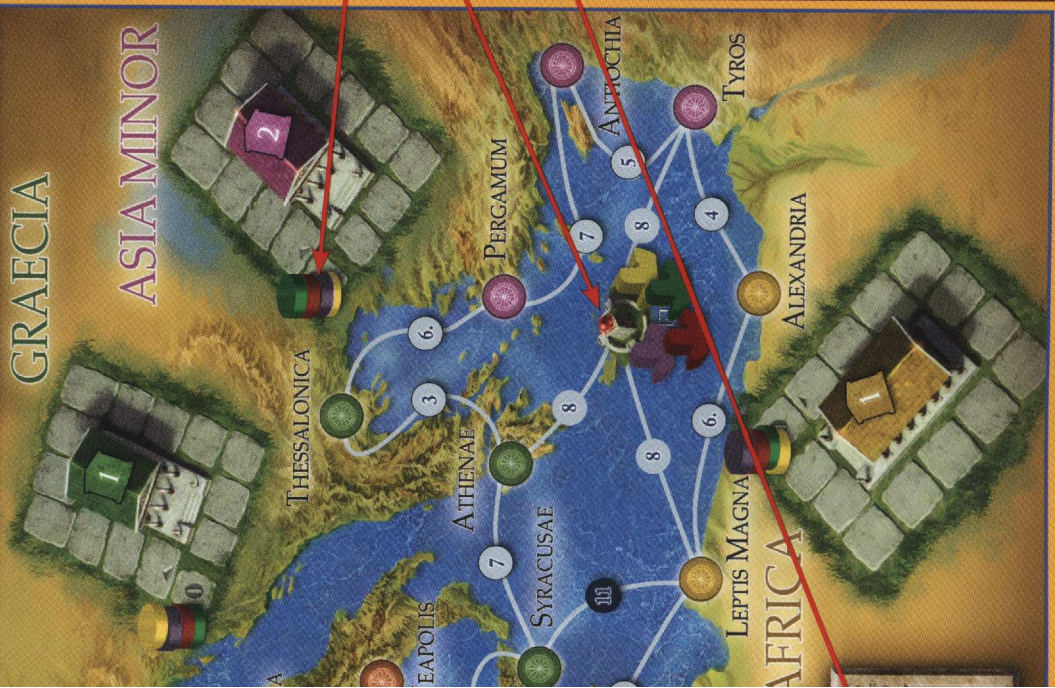 GRAECIA
1
ASIA MINOR
0
2
THESSALONICA
EAPOLIS
6.
3
ATHENAE
7
PERGAMUM
SYRACUSAE
8
7
11
ANTIOCHIA
5
8
8
6.
4
TYROS
LEPTIS MAGNA
AFRICA
ALEXANDRIA
1